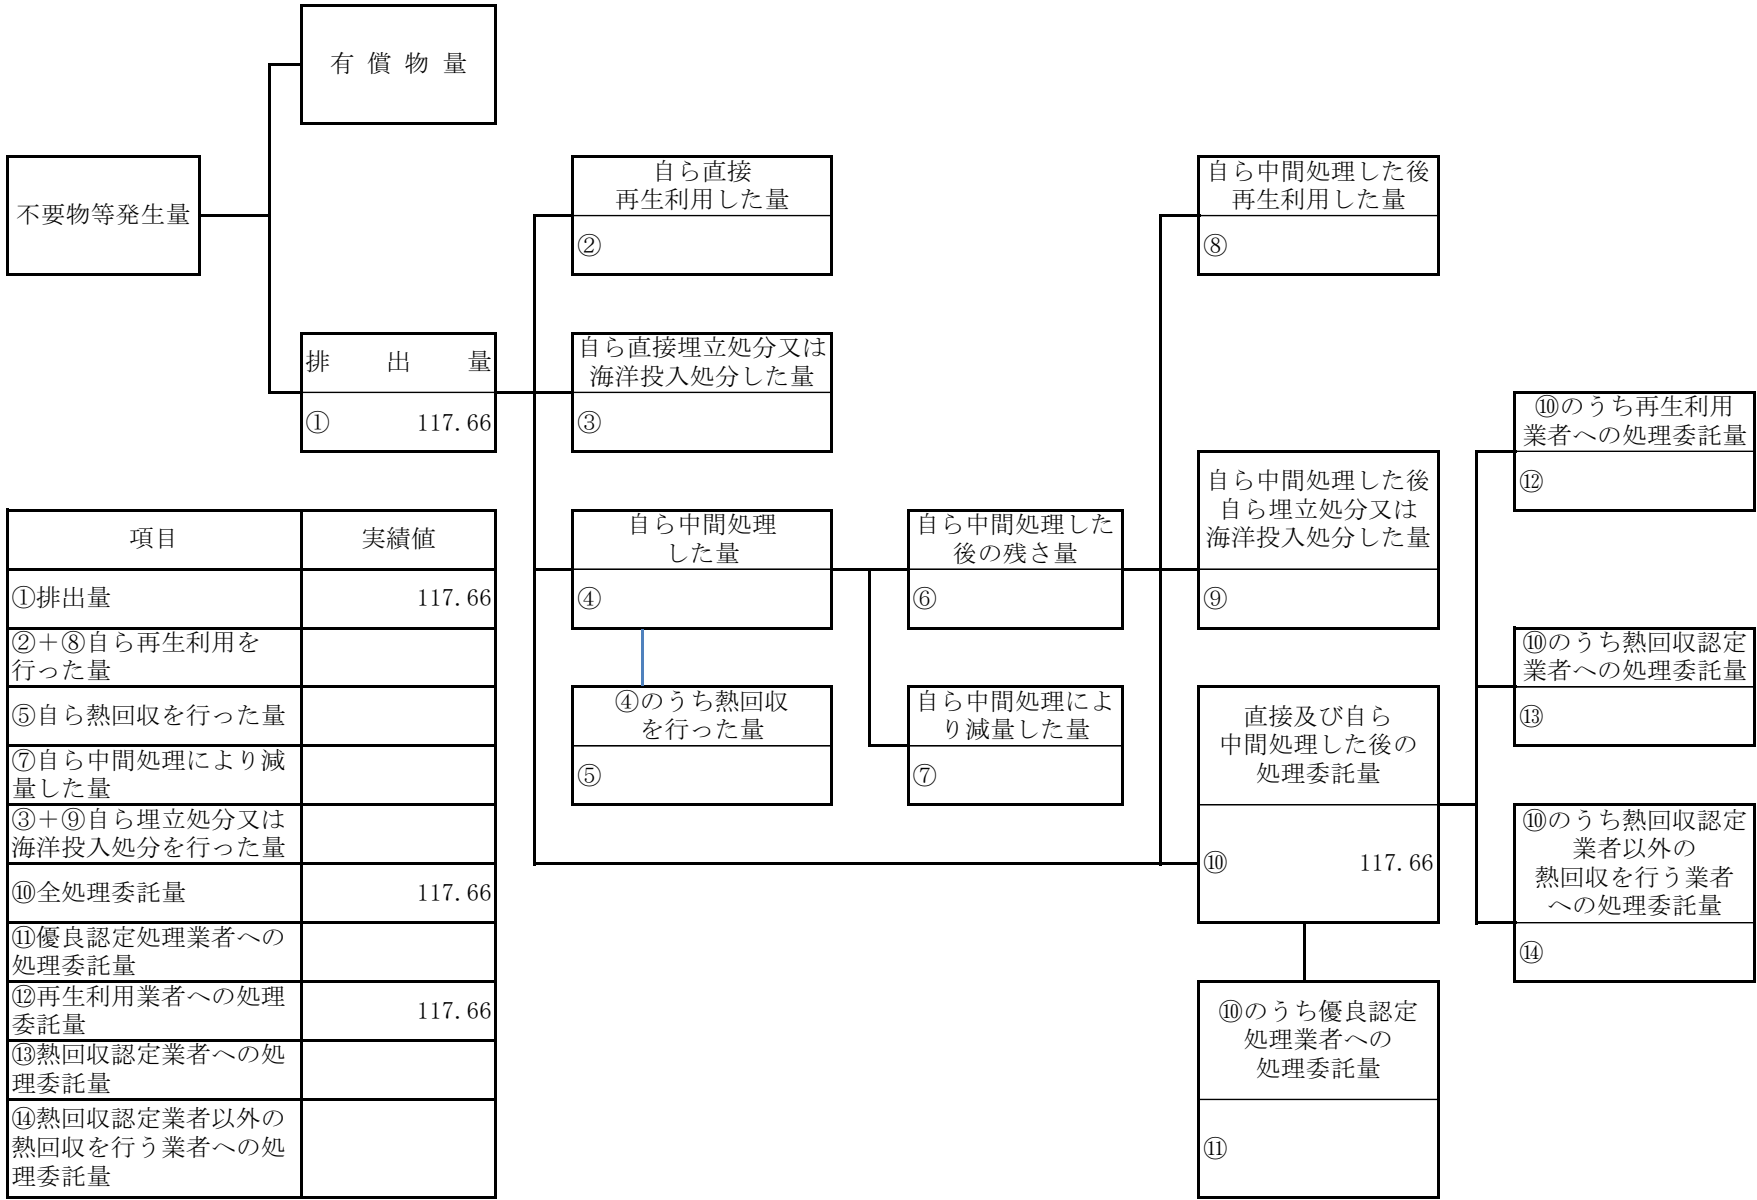 有償物量
不要物等発生量
排出量
① 117.66
自ら直接
再生利用した量
②
自ら直接埋立処分又は
海洋投入処分した量
③
自ら中間処理
した量
④
④のうち熱回収
を行った量
⑤
自ら中間処理した
後の残さ量
⑥
自ら中間処理によ
り減量した量
⑦
自ら中間処理した後
再生利用した量
⑧
自ら中間処理した後
自ら埋立処分又は
海洋投入処分した量
⑨
直接及び自ら
中間処理した後の
処理委託量
⑩ 117.66
⑩のうち優良認定
処理業者への
処理委託量
⑪
⑩のうち再生利用
業者への処理委託量
⑫
⑩のうち熱回収認定
業者への処理委託量
⑬
⑩のうち熱回収認定
業者以外の
熱回収を行う業者
への処理委託量
⑭
項目 実績値
①排出量 117.66
②＋⑧自ら再生利用を
行った量
⑤自ら熱回収を行った量
⑦自ら中間処理により減
量した量
③＋⑨自ら埋立処分又は
海洋投入処分を行った量
⑩全処理委託量 117.66
⑪優良認定処理業者への
処理委託量
⑫再生利用業者への処理
委託量 117.66
⑬熱回収認定業者への処
理委託量
⑭熱回収認定業者以外の
熱回収を行う業者への処
理委託量